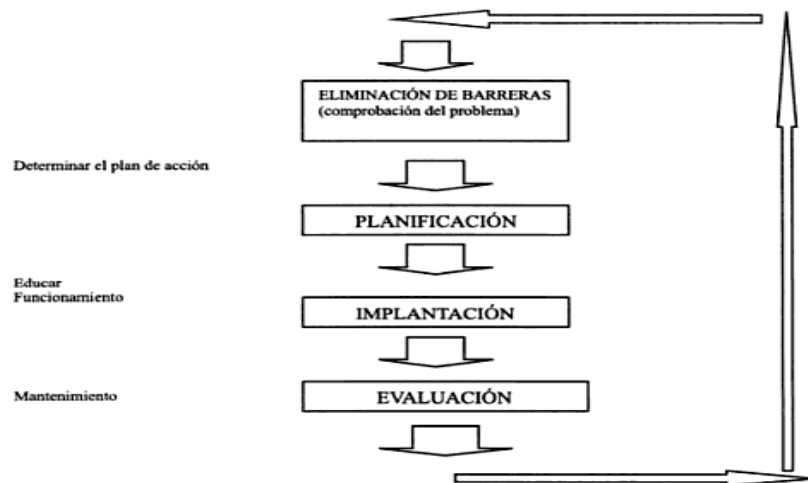 ELIMINACIÓN DE BARRERAS
(comprobación del problema)
Determinar el plan de acción
PLANIFICACIÓN
Educar
Funcionamiento
IMPLANTACIÓN
Mantenimiento
EVALUACIÓN